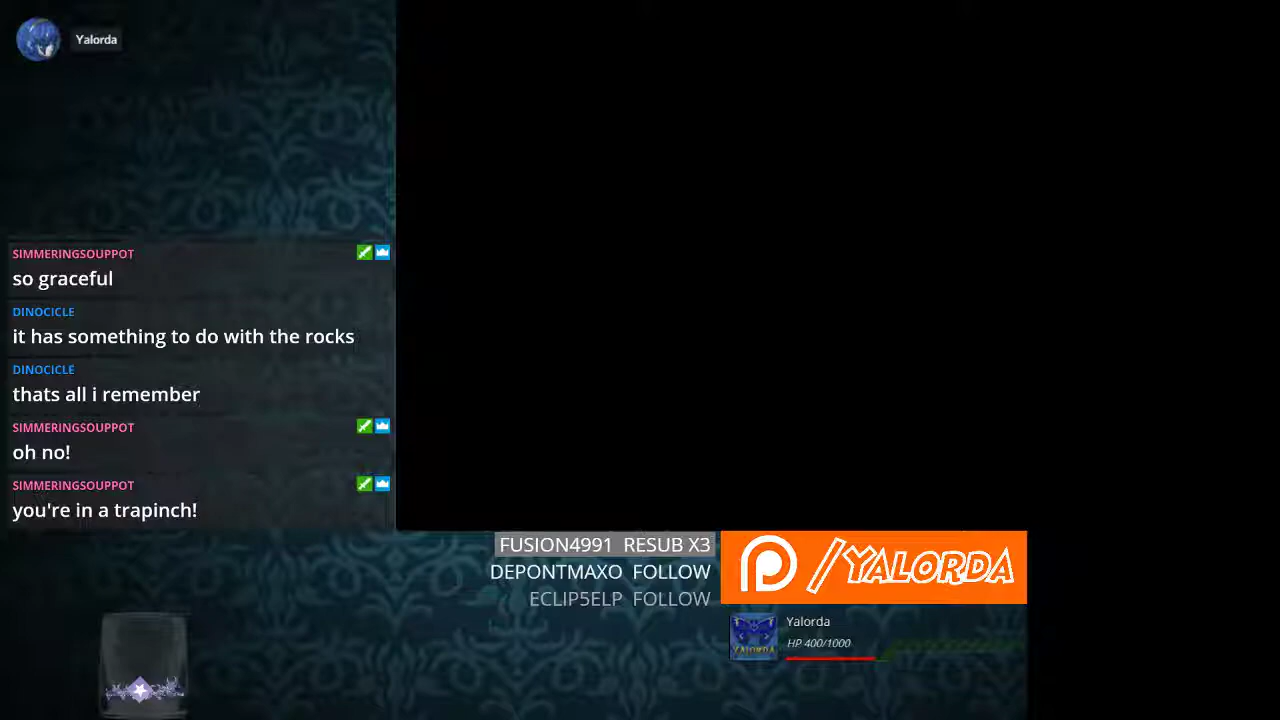 Yalorda
SIMMERINGSOUPPOT
so graceful
DINOCICLE
it has something to do with the rocks
DINOCICLE
thats all i remember
SIMMERINGSOUPPOT
oh no!
SIMMERINGSOUPPOT
you're in a trapinch!
FUSION4991 RESUB X3
DEPONTMAXO FOLLOW
ECLIP5ELP FOLLOW
/YALORDA
YALORDA
Yalorda
HP 400/1000